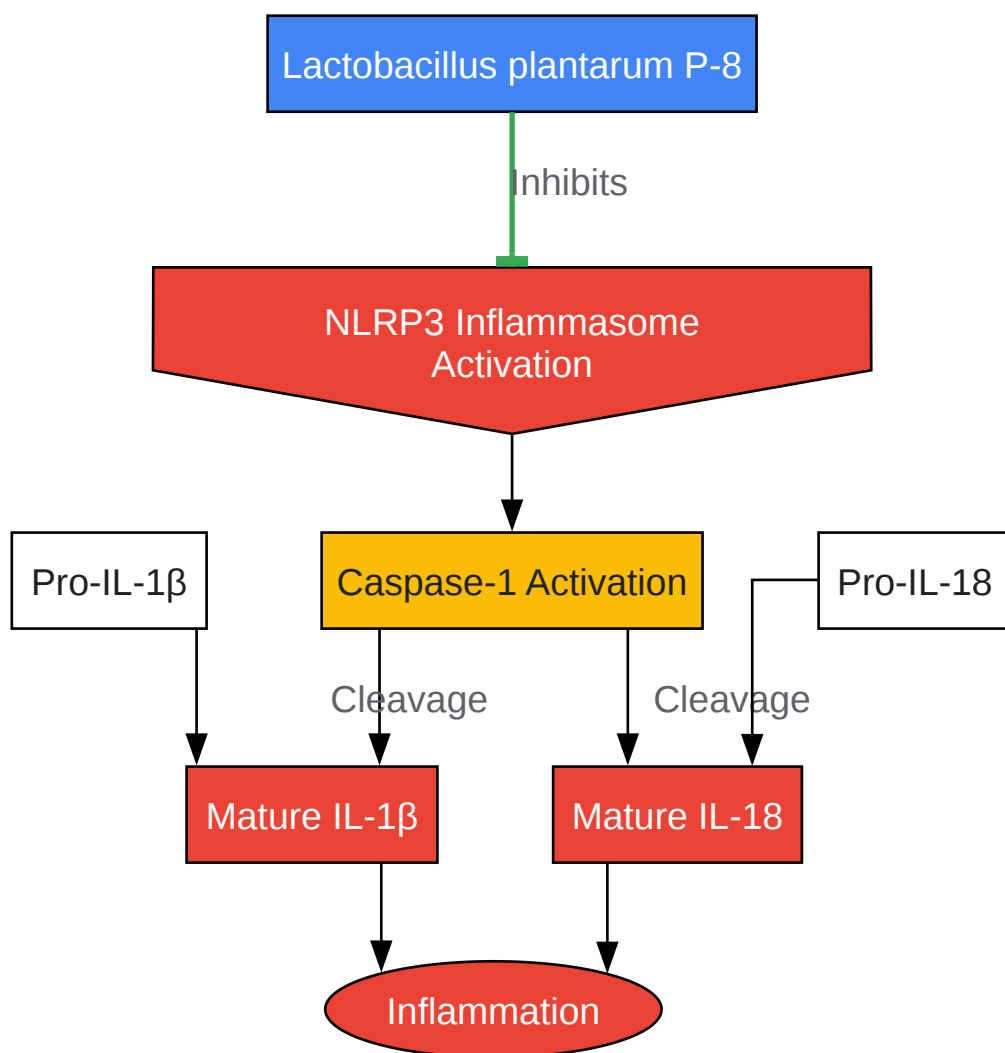 Lactobacillus plantarum P-8
Inhibits
NLRP3 Inflammasome
Activation
Pro-IL-1β
Caspase-1 Activation
Pro-IL-18
Cleavage
Cleavage
Mature IL-1β
Mature IL-18
Inflammation